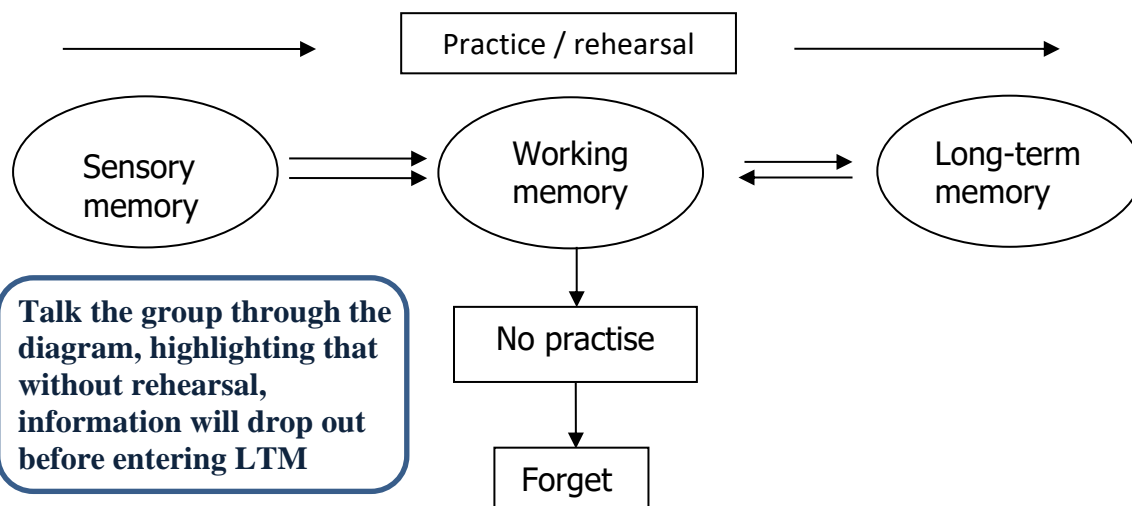 Practice / rehearsal
Sensory
memory
Working
memory
Long-term
memory
Talk the group through the
diagram, highlighting that
without rehearsal,
information will drop out
before entering LTM
No practise
Forget